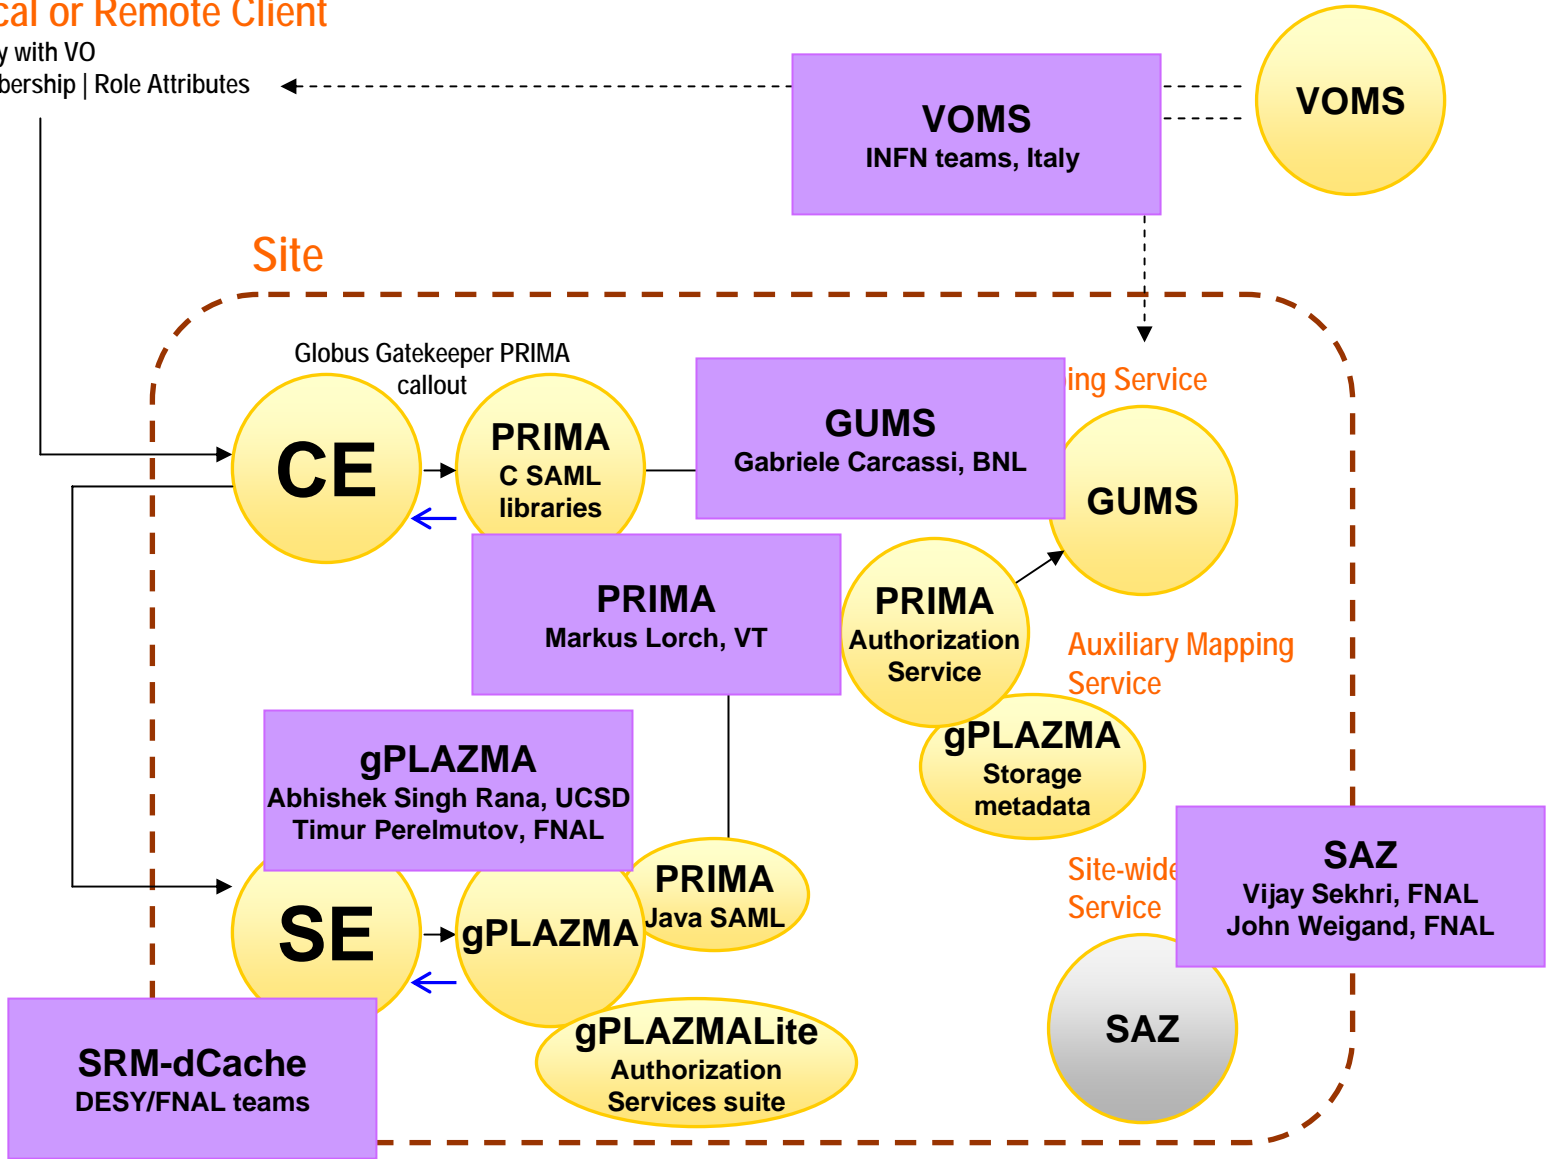 cal or Remote Client
y with VO
bership | Role Attributes
VOMS
INFN teams, Italy
VOMS
Site
Globus Gatekeeper PRIMA
callout
ing Service
CE
PRIMA
C SAML
libraries
GUMS
Gabriele Carcassi, BNL
GUMS
PRIMA
Markus Lorch, VT
PRIMA
Authorization
Service
Auxiliary Mapping
Service
gPLAZMA
Storage
metadata
gPLAZMA
Abhishek Singh Rana, UCSD
Timur Perelmutov, FNAL
SAZ
Vijay Sekhri, FNAL
John Weigand, FNAL
Site-wide
Service
PRIMA
Java SAML
SE
gPLAZMA
gPLAZMALite
Authorization
Services suite
SAZ
SRM-dCache
DESY/FNAL teams